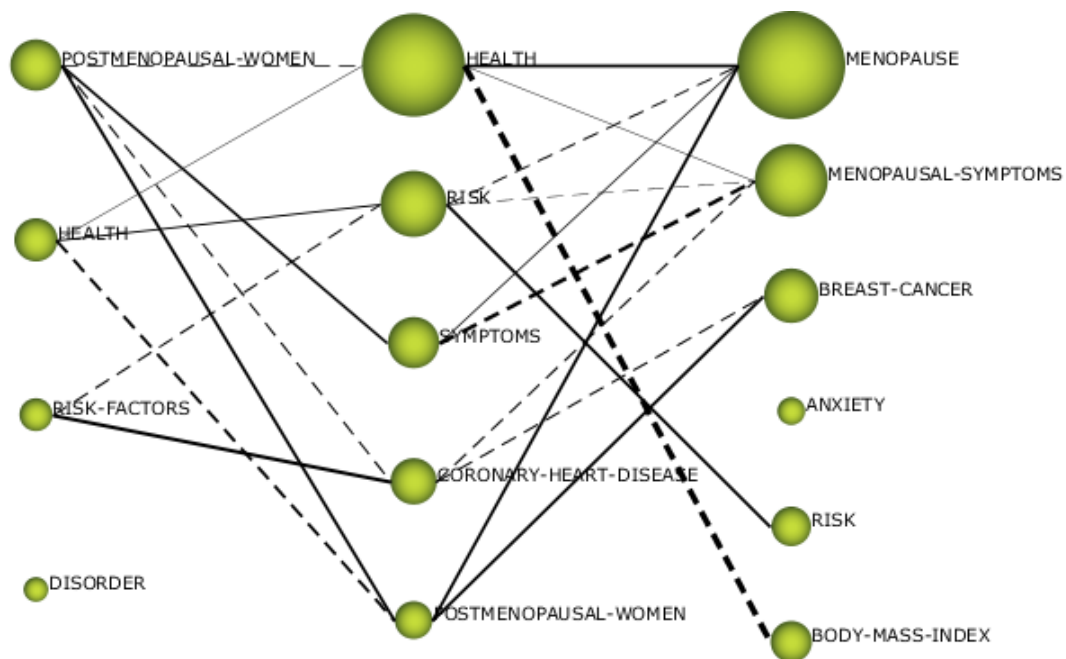 POSTMENOPAUSAL-WOMEN
HEALTH
RISK-FACTORS
DISORDER
HEALTH
RISK
SYMPTOMS
CORONARY-HEART-DISEASE
POSTMENOPAUSAL-WOMEN
MENOPAUSE
MENOPAUSAL-SYMPTOMS
BREAST-CANCER
ANXIETY
RISK
BODY-MASS-INDEX